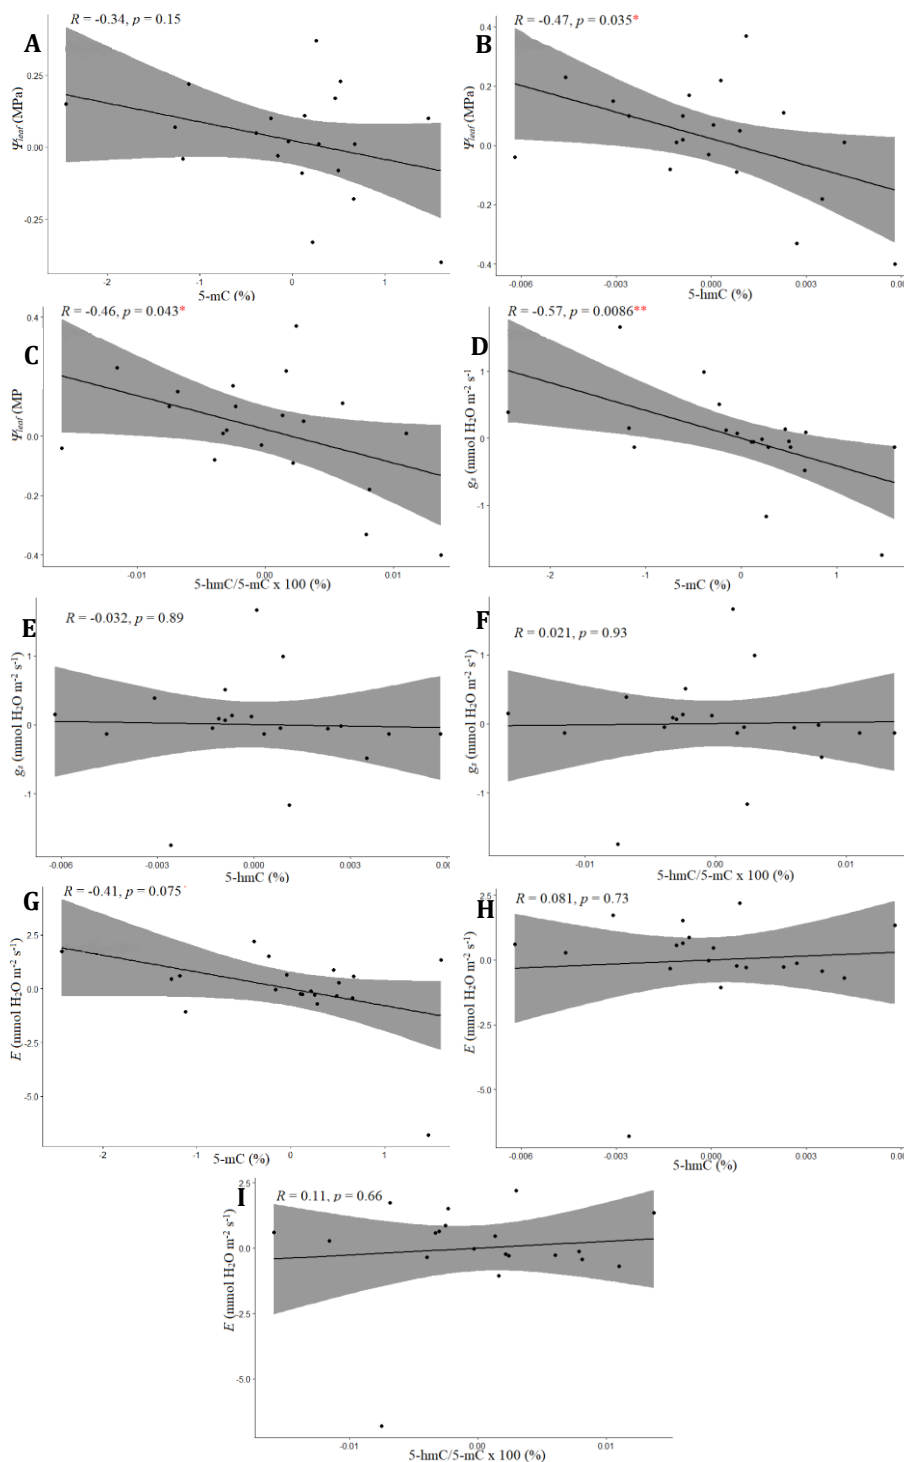 A
R = -0.34, p = 0.15
0.25
0.00
-0.25
Ψleaf (MPa)
-2
-1
0
1
5-mC (%)
B
R = -0.47, p = 0.035*
0.4
0.2
0.0
-0.2
-0.4
Ψleaf (MPa)
-0.006
-0.003
0.000
0.003
0.00
5-hmC (%)
C
R = -0.46, p = 0.043*
0.4
0.2
0.0
-0.2
-0.4
Ψleaf (MP
-0.01
0.00
0.01
5-hmC/5-mC x 100 (%)
D
R = -0.57, p = 0.0086**
1
0
-1
gs (mmol H2O m-2 s-1)
-2
-1
0
1
5-mC (%)
E
R = -0.032, p = 0.89
1
0
-1
gs (mmol H2O m-2 s-1)
-0.006
-0.003
0.000
0.003
0.00
5-hmC (%)
F
R = 0.021, p = 0.93
1
0
-1
gs (mmol H2O m-2 s-1)
-0.01
0.00
0.01
5-hmC/5-mC x 100 (%)
G
R = -0.41, p = 0.075
2.5
0.0
-2.5
-5.0
E (mmol H2O m-2 s-1)
-2
-1
0
1
5-mC (%)
H
R = 0.081, p = 0.73
2.5
0.0
-2.5
-5.0
E (mmol H2O m-2 s-1)
-0.006
-0.003
0.000
0.003
0.00
5-hmC (%)
I
R = 0.11, p = 0.66
2.5
0.0
-2.5
-5.0
E (mmol H2O m-2 s-1)
-0.01
0.00
0.01
5-hmC/5-mC x 100 (%)